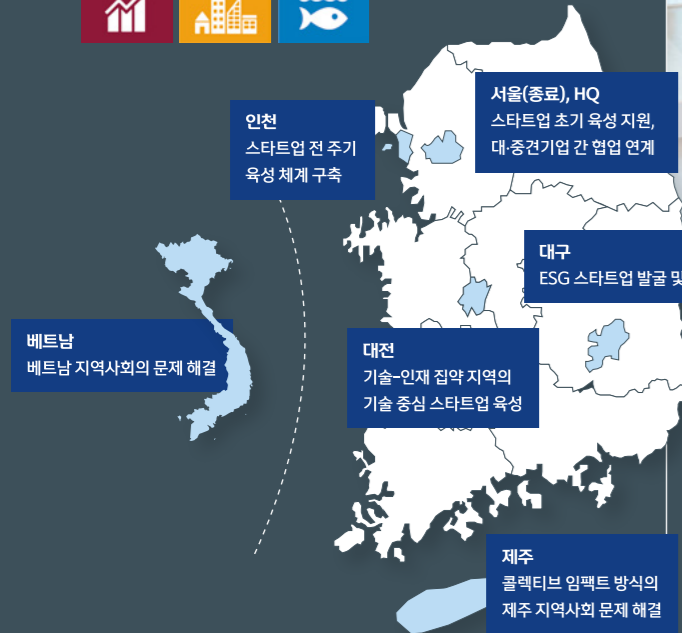 서울(종료), HQ
스타트업 초기 육성 지원,
대·중견기업 간 협업 연계
인천
스타트업 전 주기
육성 체계 구축
대구
ESG 스타트업 발굴 및
베트남
베트남 지역사회의 문제 해결
대전
기술-인재 집약 지역의
기술 중심 스타트업 육성
제주
콜렉티브 임팩트 방식의
제주 지역사회 문제 해결